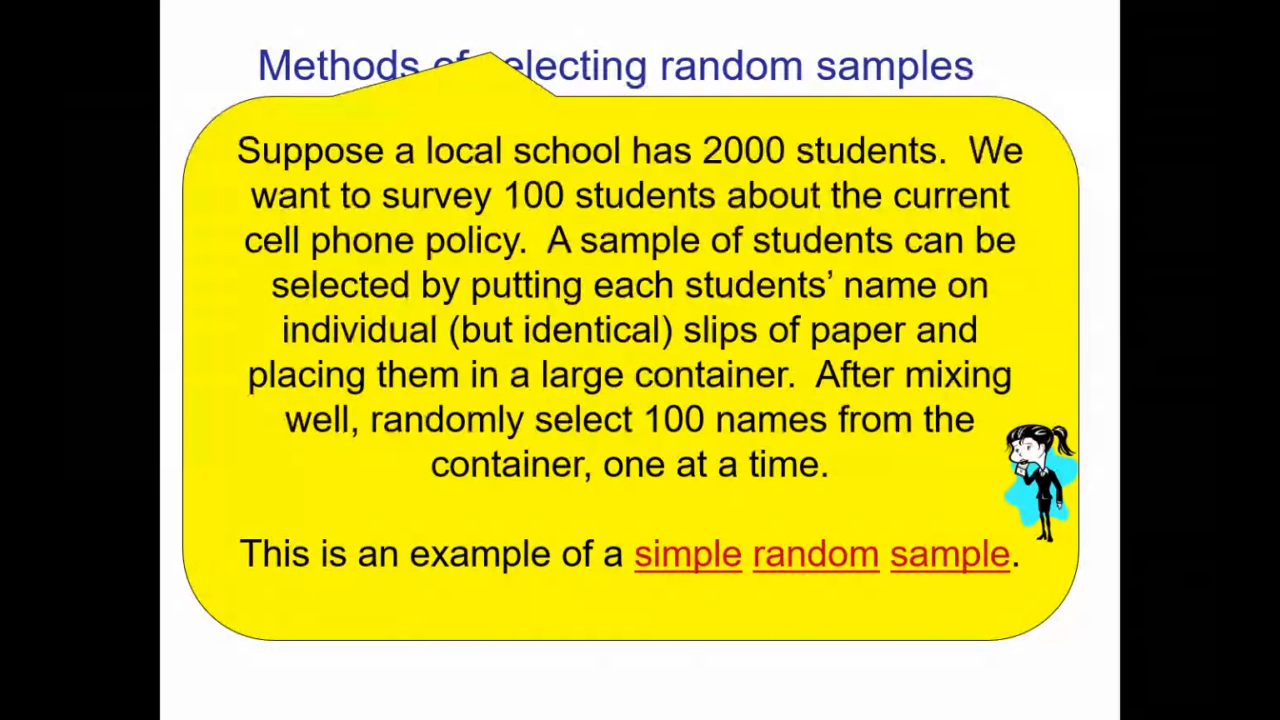 Methods of selecting random samples
Suppose a local school has 2000 students.  We
want to survey 100 students about the current
cell phone policy.  A sample of students can be
selected by putting each students’ name on
individual (but identical) slips of paper and
placing them in a large container.  After mixing
well, randomly select 100 names from the
container, one at a time.
This is an example of a simple random sample.